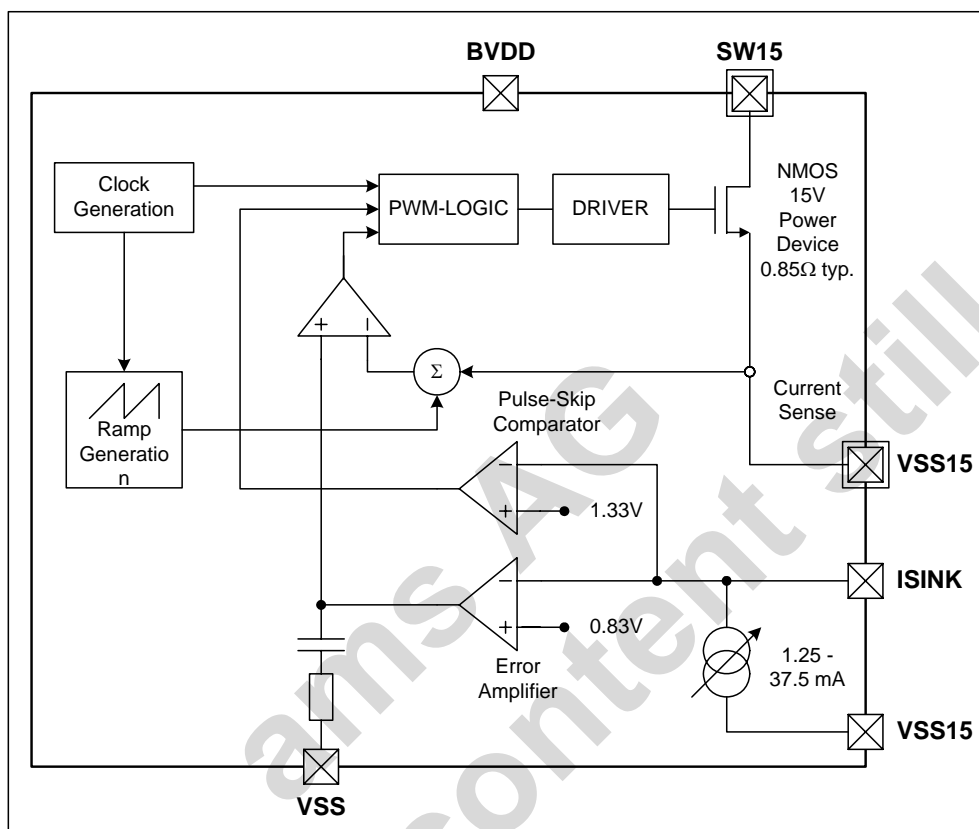 BVDD
SW15
Clock
Generation
PWM-LOGIC
DRIVER
NMOS
15V
Power
Device
0.85Ω typ.
+
−
Σ
Ramp
Generatio
n
Pulse-Skip
Comparator
Current
Sense
VSS15
−
+
1.33V
ISINK
−
+
0.83V
Error
Amplifier
1.25 -
37.5 mA
VSS15
VSS
ams AG
content still